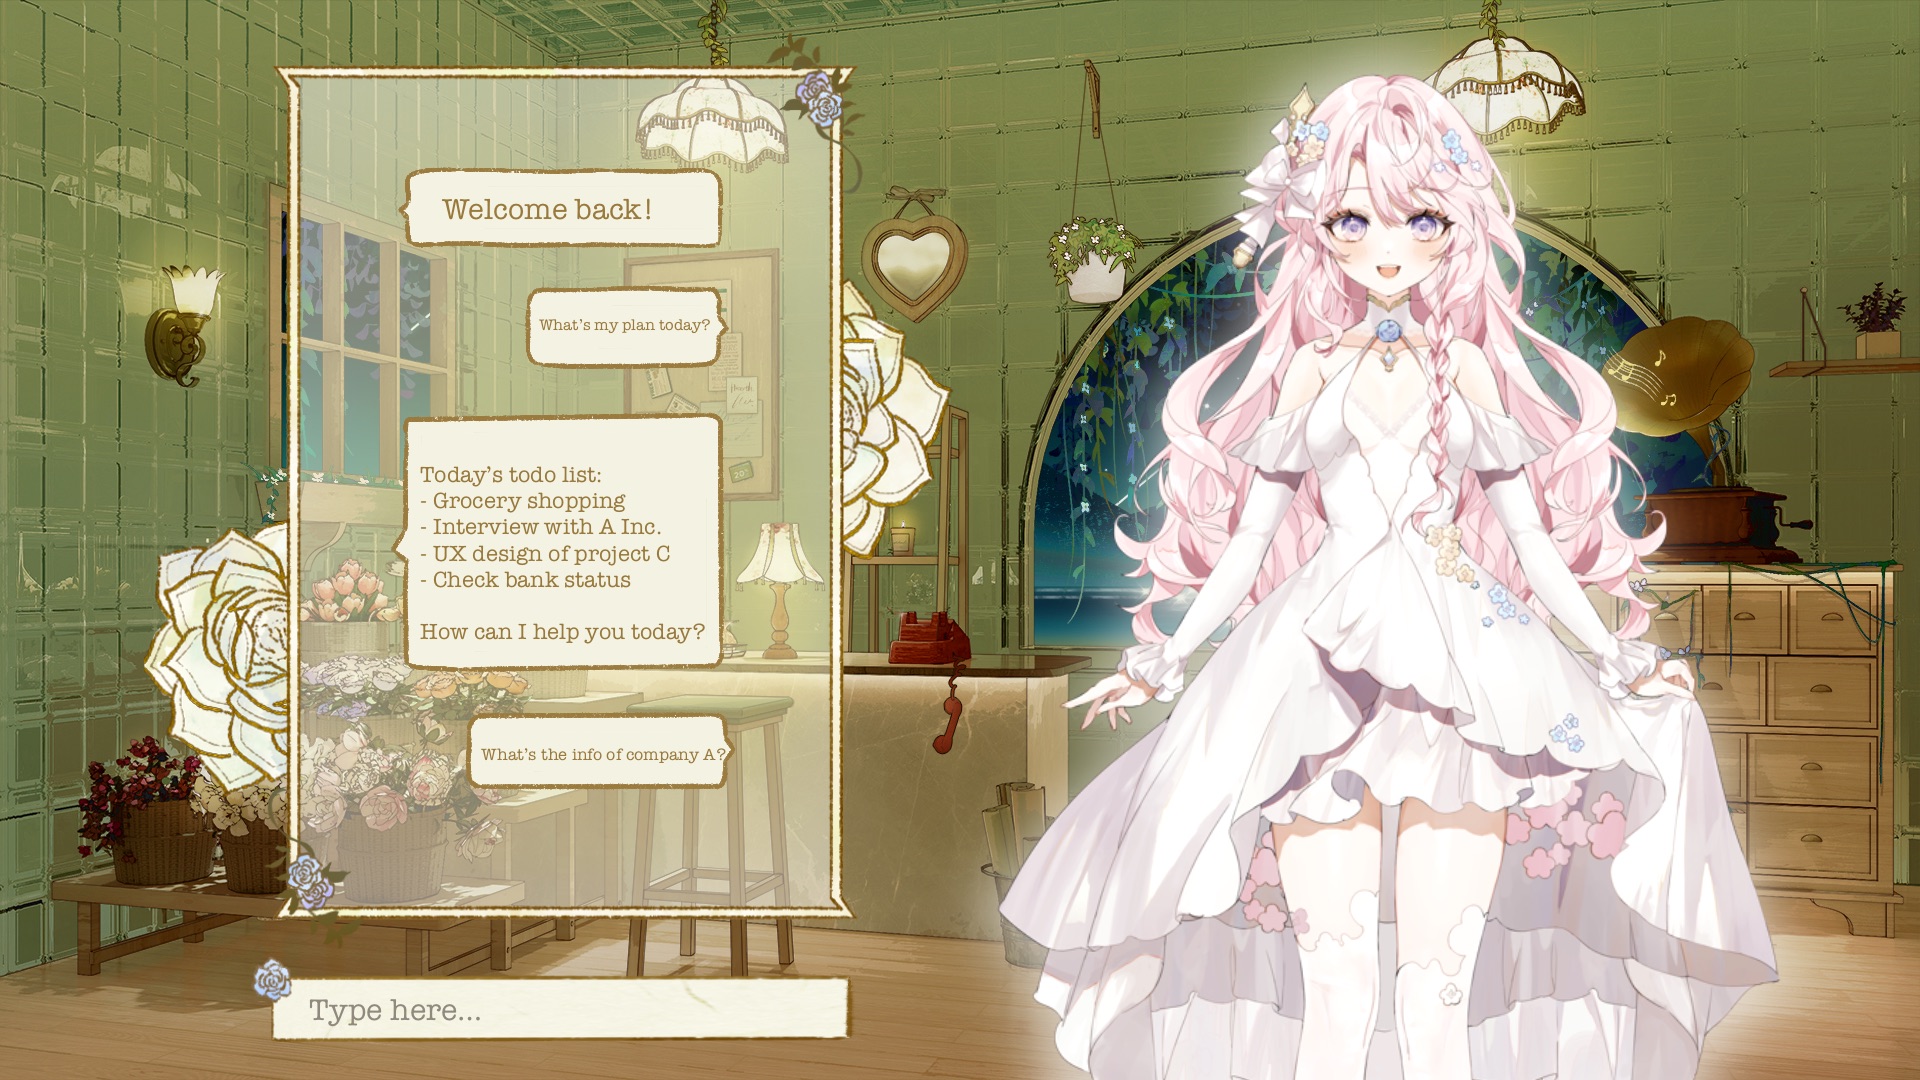 Welcome back!
What's my plan today?
Today's todo list:
- Grocery shopping
- Interview with A Inc.
- UX design of project C
- Check bank status
How can I help you today?
What's the info of company A?
Type here...